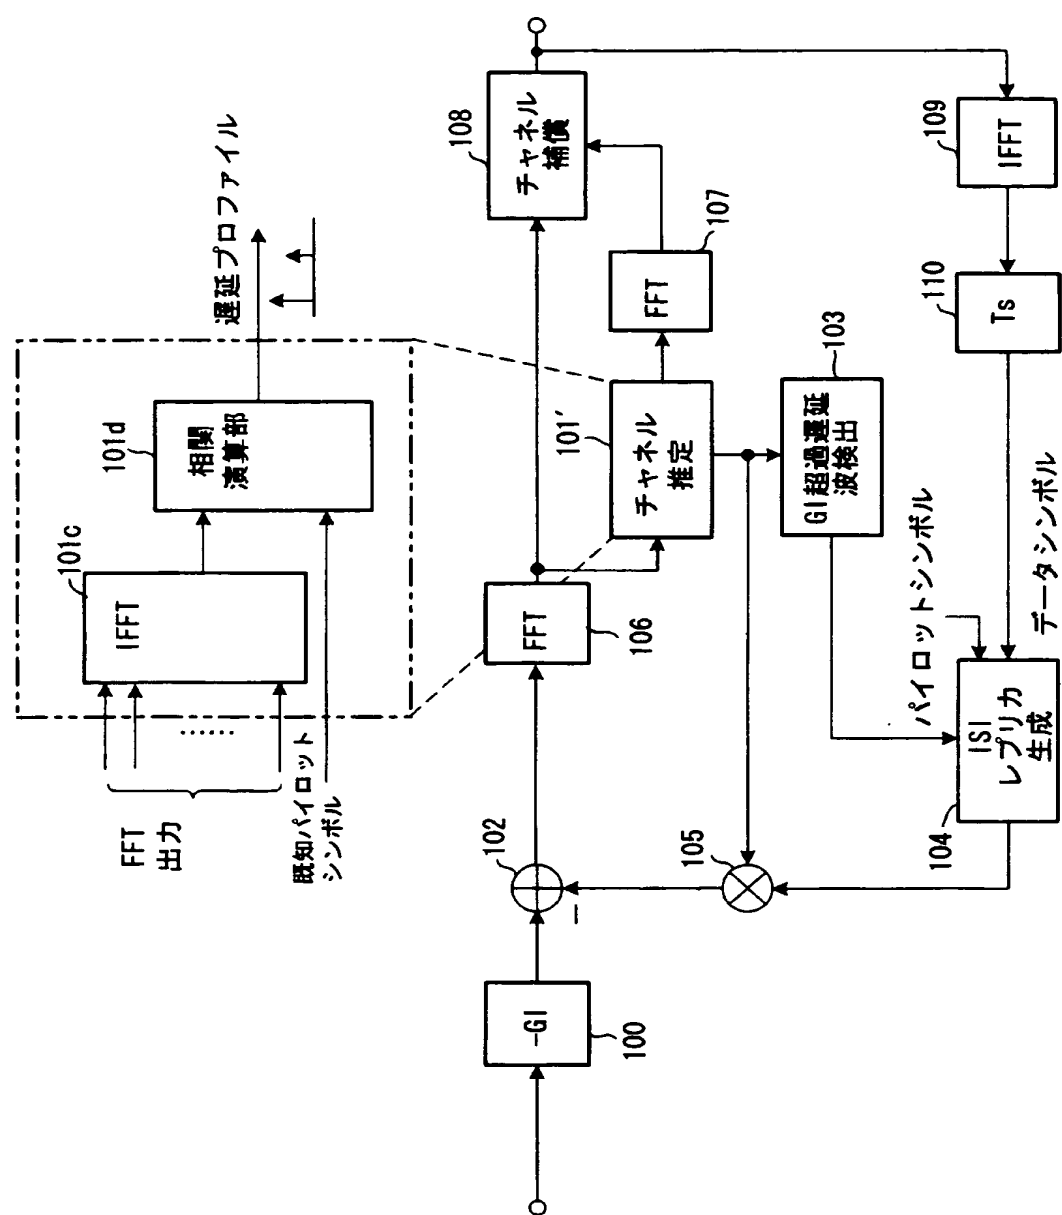 FFT
出力
既知パイロット
シンボル
......
101c
IFFT
101d
相関
演算部
遅延プロファイル
-GI
100
102
−
FFT
106
101´
チャネル
推定
FFT
107
108
チャネル
補償
105
103
GI超過遅延
波検出
104
ISI
レプリカ
生成
パイロットシンボル
データシンボル
110
Ts
109
IFFT